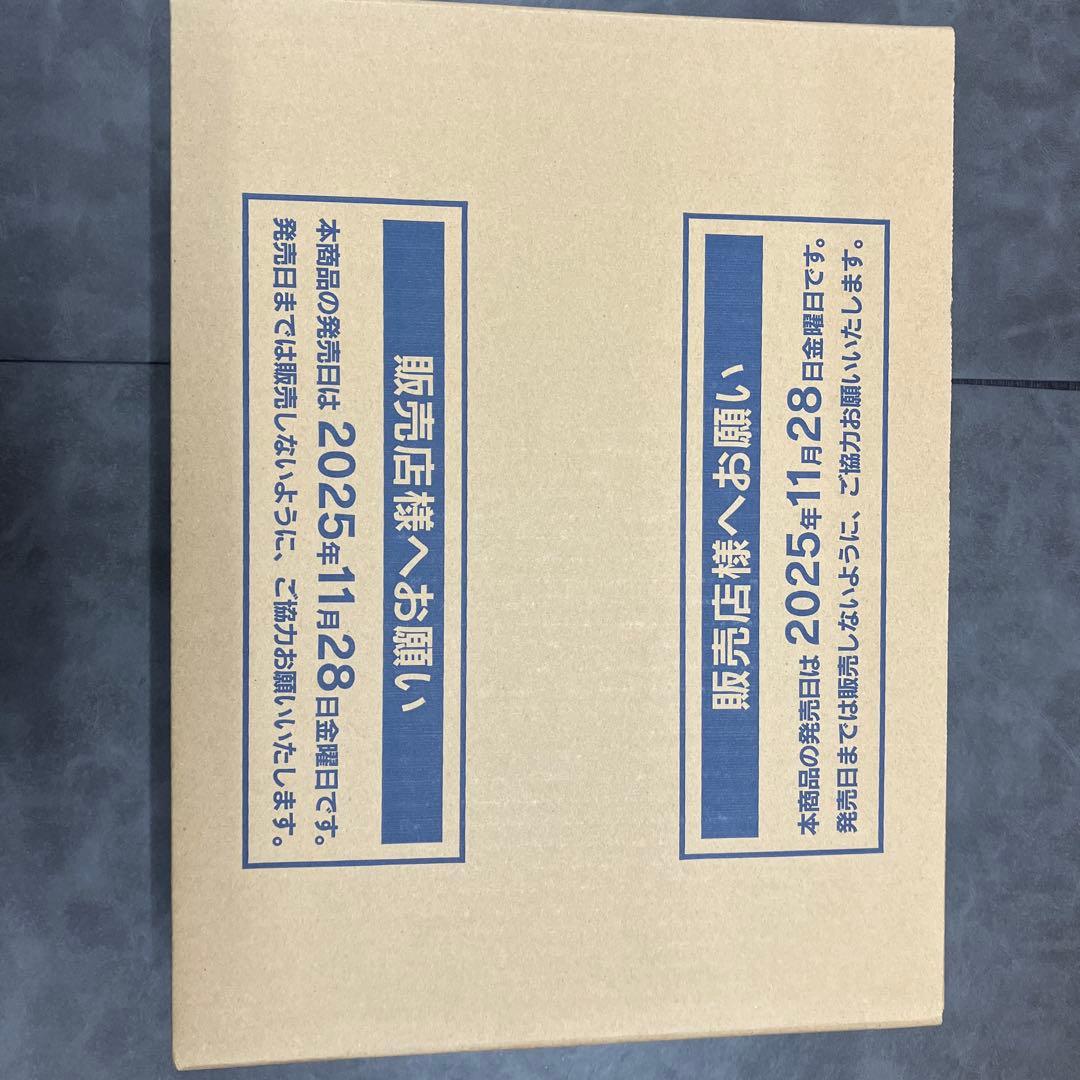 販売店様へお願い
本商品の発売日は 2025年11月28日金曜日です。
発売日までは販売しないように、ご協力お願いいたします。
販売店様へお願い
本商品の発売日は 2025年11月28日金曜日です。
発売日までは販売しないように、ご協力お願いいたします。